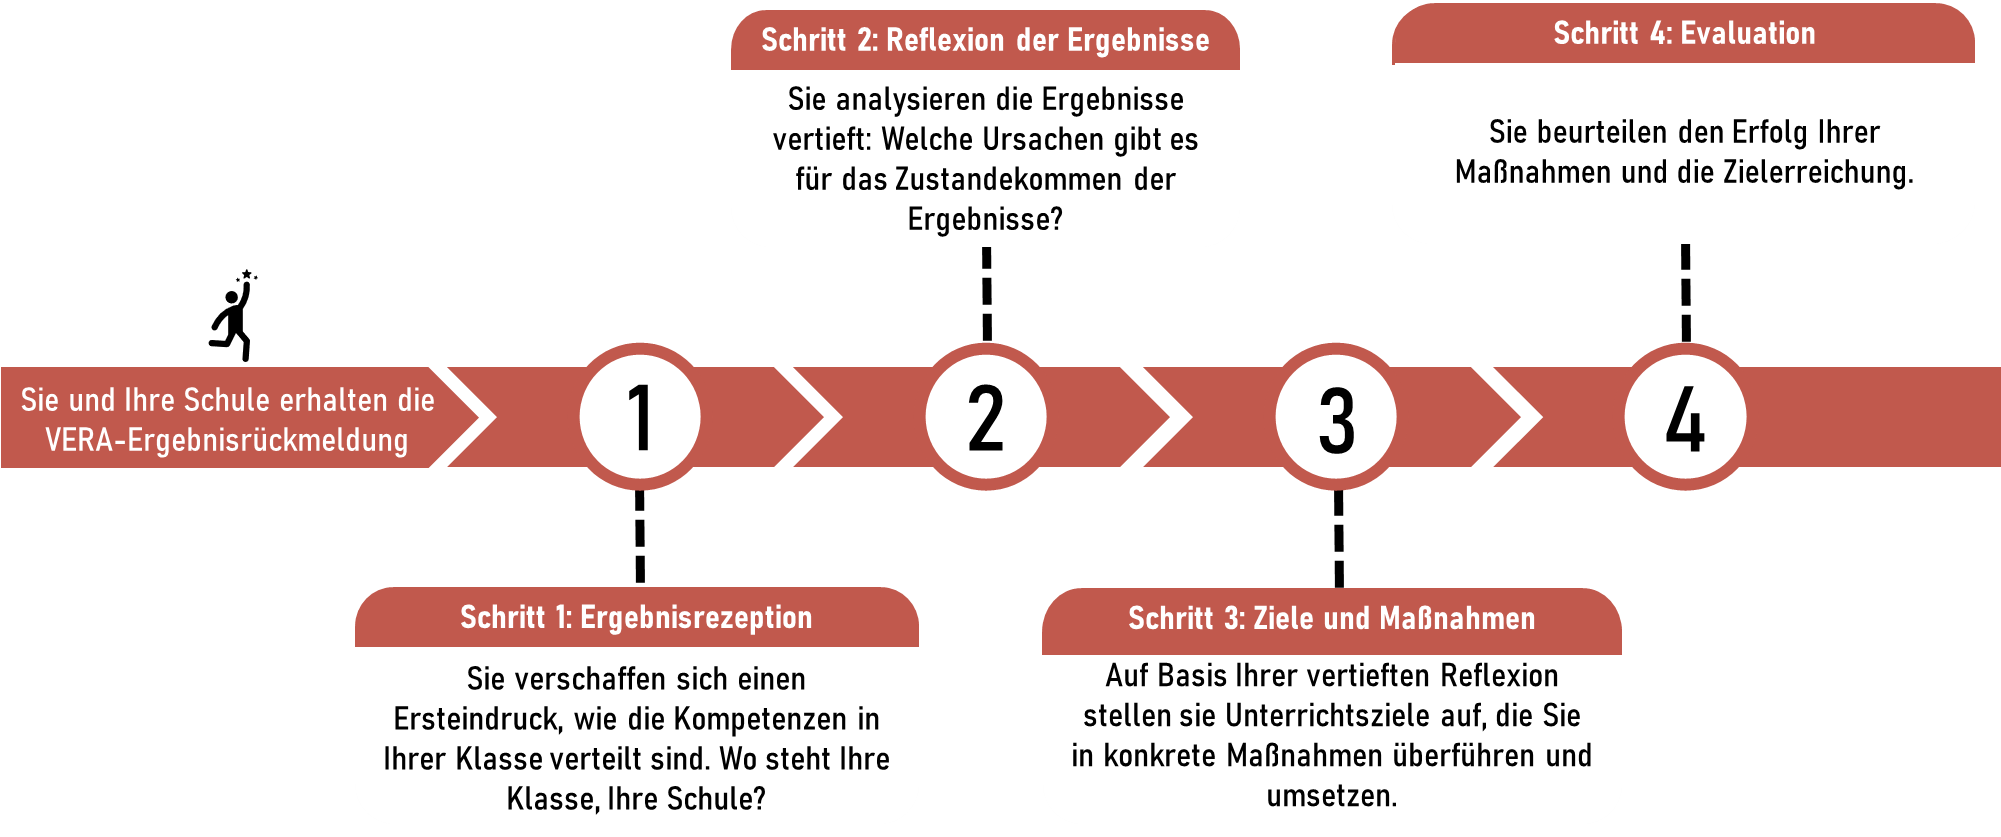 Sie und Ihre Schule erhalten die
VERA-Ergebnisrückmeldung
1
Schritt 1: Ergebnisrezeption
Sie verschaffen sich einen
Ersteindruck, wie die Kompetenzen in
Ihrer Klasse verteilt sind. Wo steht Ihre
Klasse, Ihre Schule?
Schritt 2: Reflexion der Ergebnisse
Sie analysieren die Ergebnisse
vertieft: Welche Ursachen gibt es
für das Zustandekommen der
Ergebnisse?
2
3
Schritt 3: Ziele und Maßnahmen
Auf Basis Ihrer vertieften Reflexion
stellen sie Unterrichtsziele auf, die Sie
in konkrete Maßnahmen überführen und
umsetzen.
Schritt 4: Evaluation
Sie beurteilen den Erfolg Ihrer
Maßnahmen und die Zielerreichung.
4